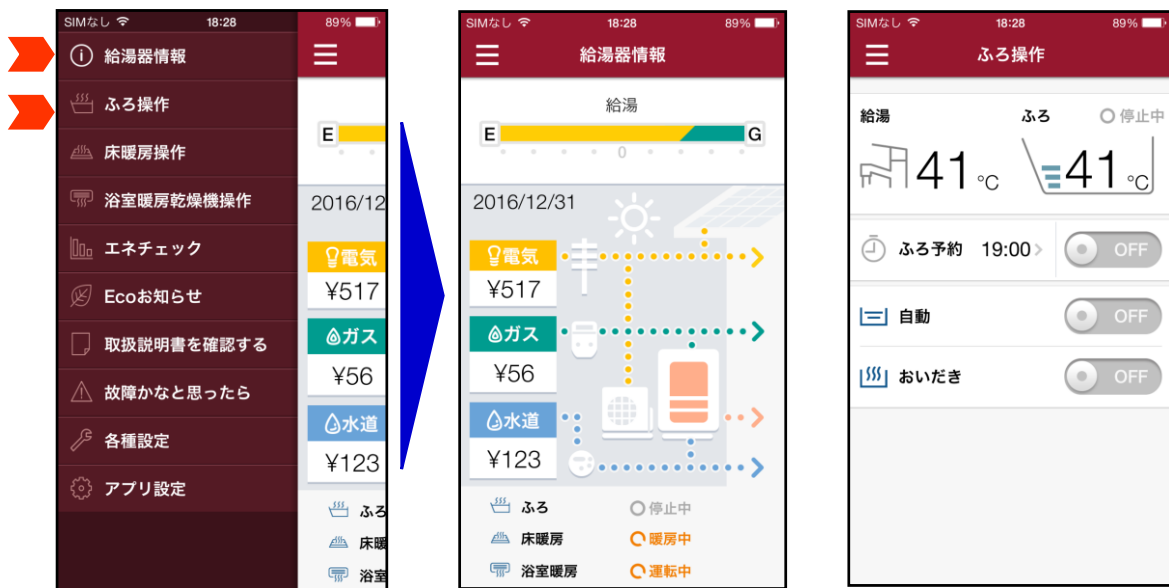 SIMなし 18:28 89%
給湯器情報
ふろ操作
床暖房操作
浴室暖房乾燥機操作
エネチェック
Ecoお知らせ
取扱説明書を確認する
故障かなと思ったら
各種設定
アプリ設定
E
2016/12
電気
¥517
ガス
¥56
水道
¥123
ふろ
床暖
浴室
SIMなし 18:28 89%
給湯器情報
給湯
E G
0
2016/12/31
電気
¥517
ガス
¥56
水道
¥123
ふろ 停止中
床暖房 暖房中
浴室暖房 運転中
SIMなし 18:28 89%
ふろ操作
給湯 ふろ 停止中
41℃ 41℃
ふろ予約 19:00 > OFF
自動 OFF
おいだき OFF